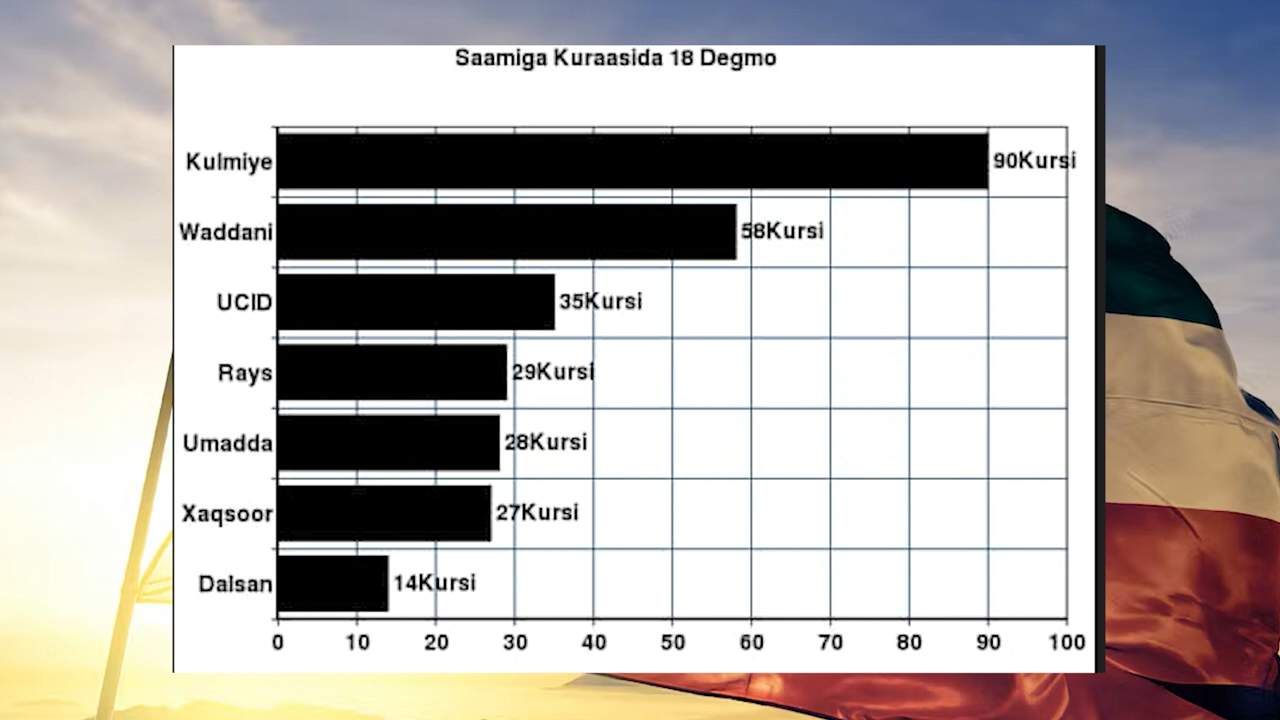 Saamiga Kuraasida 18 Degmo
Kulmiye 90Kursi
Waddani 58Kursi
UCID 35Kursi
Rays 29Kursi
Umadda 28Kursi
Xaqsoor 27Kursi
Dalsan 14Kursi
0 10 20 30 40 50 60 70 80 90 100